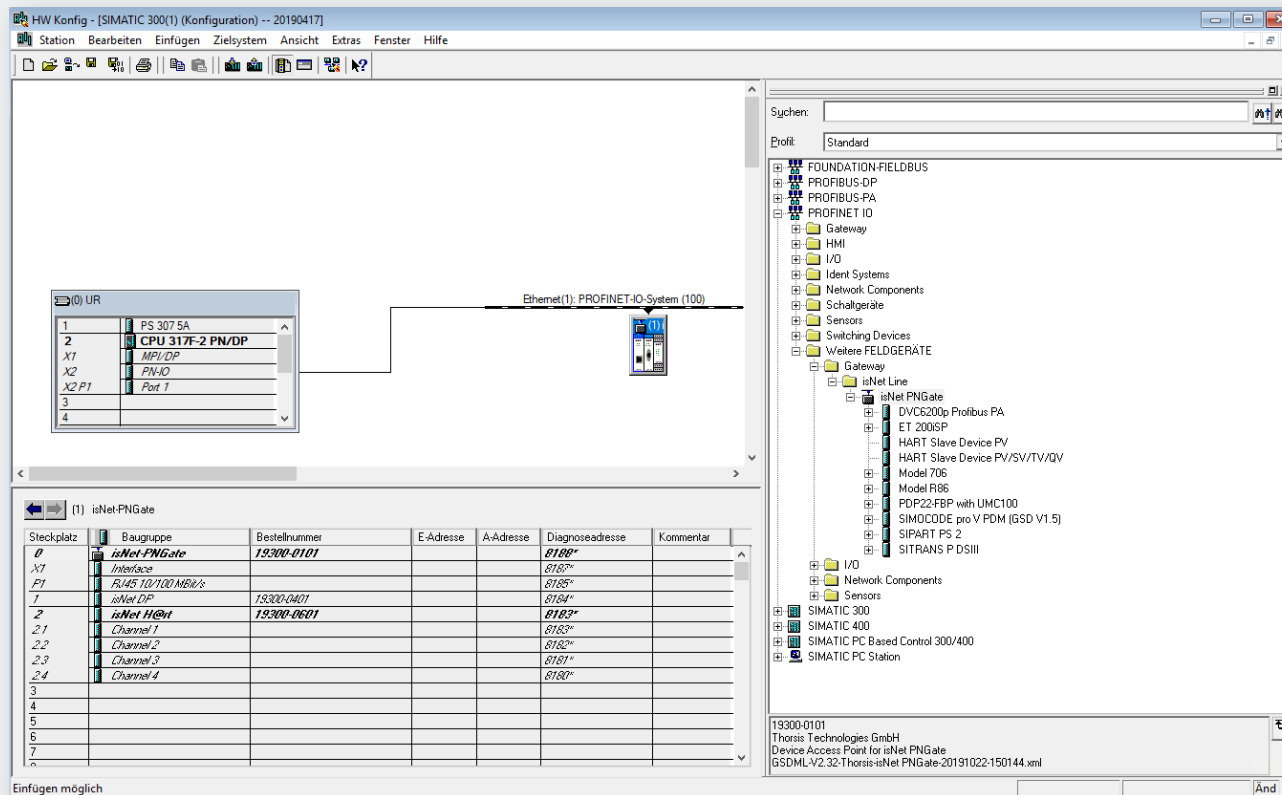 HW Konfig - [SIMATIC 300(1) (Konfiguration) -- 20190417]
Station Bearbeiten Einfügen Zielsystem Ansicht Extras Fenster Hilfe
Suchen:
Profil: Standard
FOUNDATION-FIELDBUS
PROFIBUS-DP
PROFIBUS-PA
PROFINET IO
Gateway
HMI
I/O
Ident Systems
Network Components
Schaltgeräte
Sensors
Switching Devices
Weitere FELDGERÄTE
Gateway
isNet Line
isNet PNGate
DVC6200p Profibus PA
ET 200iSP
HART Slave Device PV
HART Slave Device PV/SV/TV/QV
Model 706
Model R86
PDP22-FBP with UMC100
SIMOCODE pro V PDM (GSD V1.5)
SIPART PS 2
SITRANS P DSIII
I/O
Network Components
Sensors
SIMATIC 300
SIMATIC 400
SIMATIC PC Based Control 300/400
SIMATIC PC Station
19300-0101
Thorsis Technologies GmbH
Device Access Point for isNet PNGate
GSDML-V2.32-Thorsis-isNet PNGate-20191022-150144.xml
Ethernet(1): PROFINET-IO-System (100)
(1)
(0) UR
1 PS 307 5A
2 CPU 317F-2 PN/DP
X1 MPI/DP
X2 PN-IO
X2 P1 Port 1
3
4
(1) isNet-PNGate
Steckplatz Baugruppe Bestellnummer E-Adresse A-Adresse Diagnoseadresse Kommentar
0 isNet-PNGate 19300-0101 8188*
X1 Interface 8187*
P1 RJ45 10/100 MBit/s 8185*
1 isNet DP 19300-0401 8184*
2 isNet H@rt 19300-0601 8183*
2.1 Channel 1 8183*
2.2 Channel 2 8182*
2.3 Channel 3 8181*
2.4 Channel 4 8180*
3
4
5
6
7
Einfügen möglich
Änd